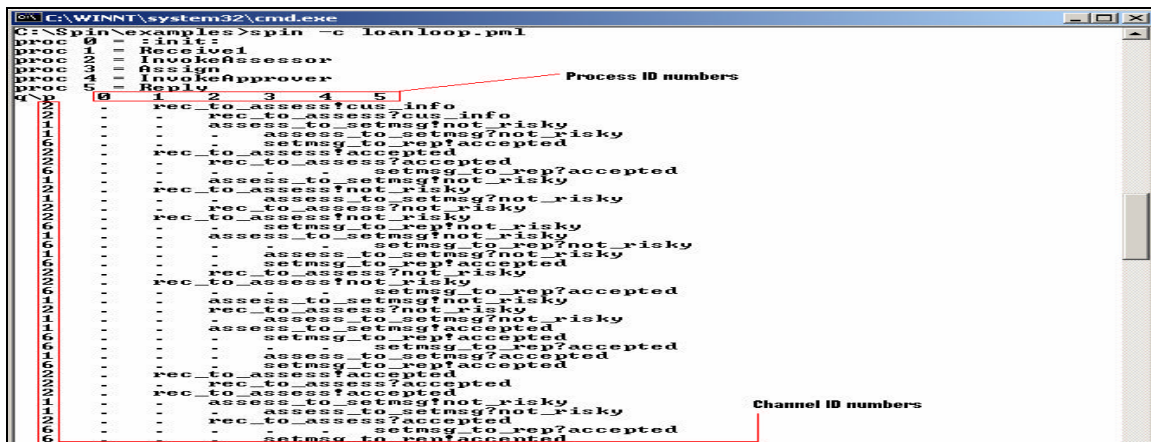 C:\WINNT\system32\cmd.exe
C:\Spin\examples>spin -c loanloop.pml
proc 0 = :init:
proc 1 = Receive1
proc 2 = InvokeAssessor
proc 3 = Assign
proc 4 = InvokeApprover
proc 5 = Reply
Process ID numbers
q\p 0 1 2 3 4 5
2 . rec_to_assess!cus_info
2 . . rec_to_assess?cus_info
1 . . assess_to_setmsg!not_risky
1 . . . assess_to_setmsg?not_risky
6 . . . setmsg_to_rep!accepted
2 . rec_to_assess!accepted
2 . . rec_to_assess?accepted
6 . . . . . setmsg_to_rep?accepted
1 . . assess_to_setmsg!not_risky
2 . rec_to_assess!not_risky
1 . . . assess_to_setmsg?not_risky
2 . . rec_to_assess?not_risky
2 . rec_to_assess!not_risky
6 . . . setmsg_to_rep!not_risky
1 . . assess_to_setmsg!not_risky
6 . . . . . setmsg_to_rep?not_risky
1 . . . assess_to_setmsg?not_risky
6 . . . setmsg_to_rep!accepted
2 . . rec_to_assess?not_risky
2 . rec_to_assess!not_risky
6 . . . . . setmsg_to_rep?accepted
1 . . assess_to_setmsg!not_risky
2 . . rec_to_assess?not_risky
1 . . . assess_to_setmsg?not_risky
1 . . assess_to_setmsg!accepted
6 . . . setmsg_to_rep!accepted
6 . . . . . setmsg_to_rep?accepted
1 . . . assess_to_setmsg?accepted
6 . . . setmsg_to_rep!accepted
2 . rec_to_assess!accepted
2 . . rec_to_assess?accepted
2 . rec_to_assess!accepted
1 . . assess_to_setmsg!not_risky
1 . . . assess_to_setmsg?not_risky
Channel ID numbers
2 . . rec_to_assess?accepted
6 . . . . . setmsg_to_rep?accepted
6 . . . setmsg_to_rep!accepted